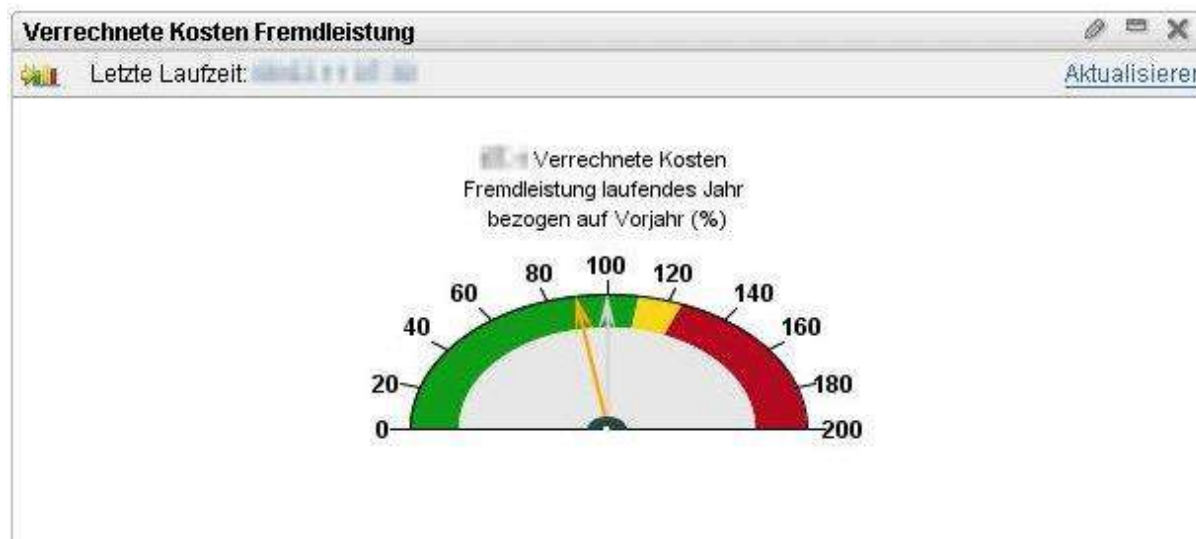 Verrechnete Kosten Fremdleistung
Letzte Laufzeit:
Aktualisieren
Verrechnete Kosten
Fremdleistung laufendes Jahr
bezogen auf Vorjahr (%)
100
80
120
60
140
40
160
20
180
0
200